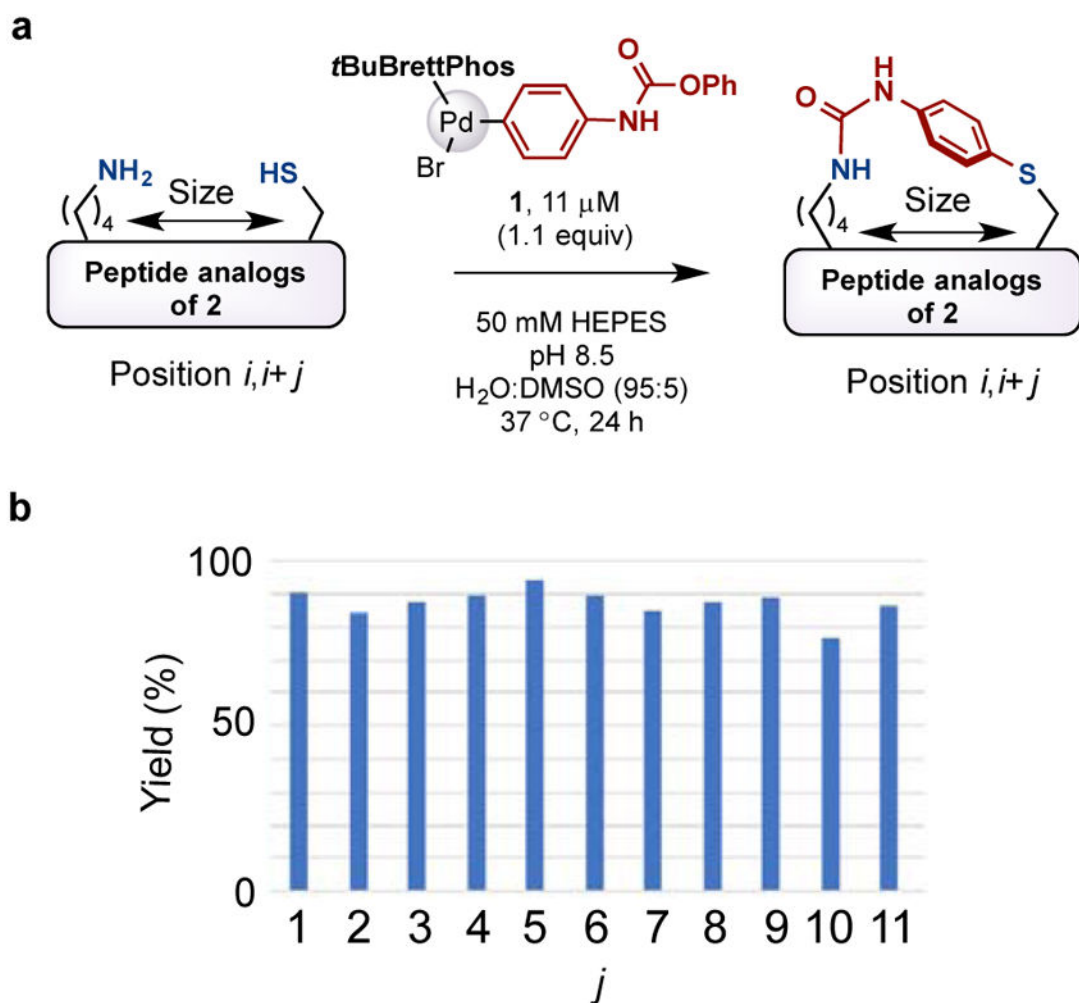 a
tBuBrettPhos
Pd
Br
O
OPh
NH
NH₂
HS
4
Size
Peptide analogs
of 2
Position i,i+ j
1, 11 μM
(1.1 equiv)
50 mM HEPES
pH 8.5
H₂O:DMSO (95:5)
37 °C, 24 h
H
N
O
NH
S
4
Size
Peptide analogs
of 2
Position i,i+ j
b
Yield (%)
100
50
0
1 2 3 4 5 6 7 8 9 10 11
j